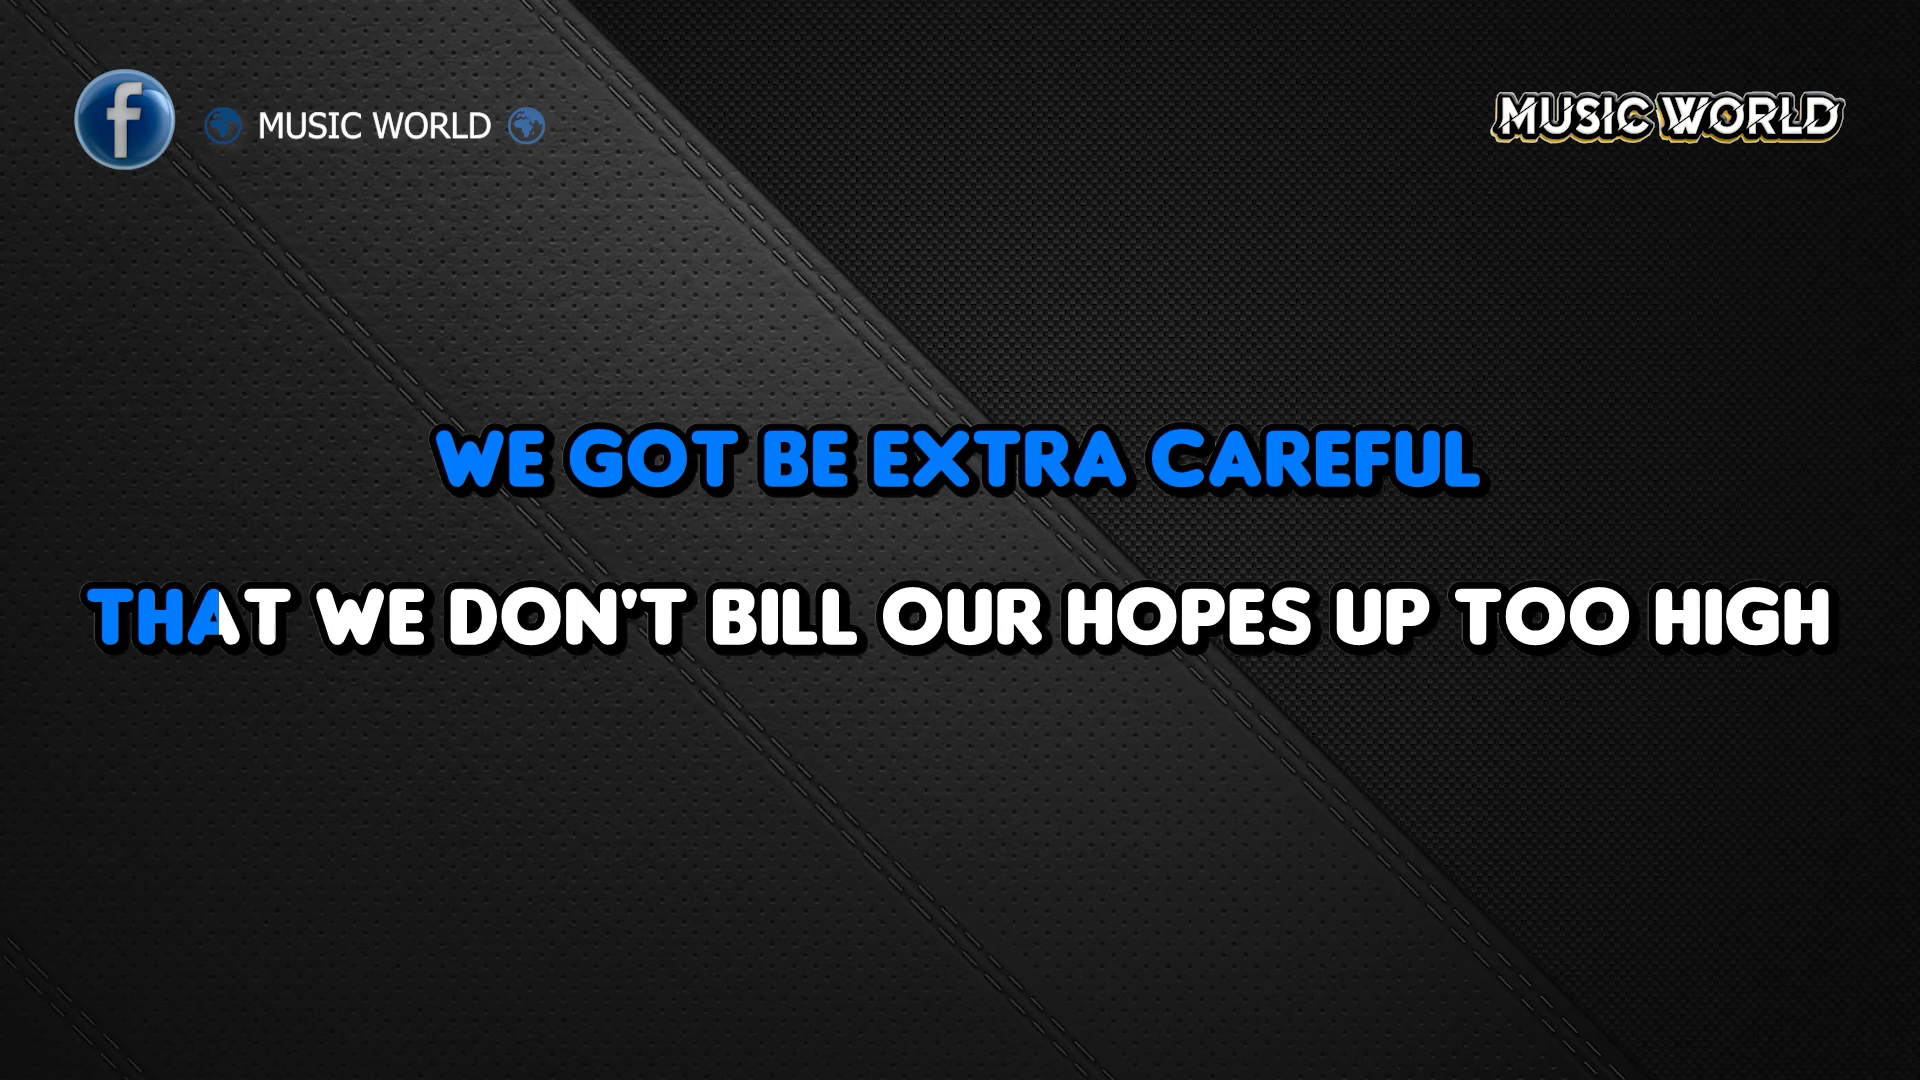 f MUSIC WORLD
MUSIC WORLD
WE GOT BE EXTRA CAREFUL
THAT WE DON'T BILL OUR HOPES UP TOO HIGH